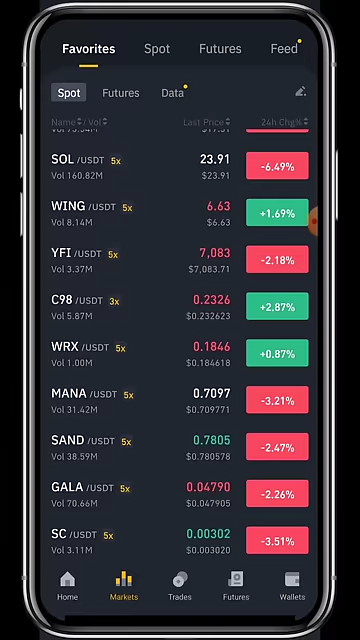 Favorites Spot Futures Feed
Spot Futures Data
Name / Vol Last Price 24h Chg%
SOL /USDT 5x 23.91 -6.49%
Vol 160.82M $23.91
WING /USDT 5x 6.63 +1.69%
Vol 8.14M $6.63
YFI /USDT 5x 7,083 -2.18%
Vol 3.37M $7,083.71
C98 /USDT 3x 0.2326 +2.87%
Vol 5.87M $0.232623
WRX /USDT 5x 0.1846 +0.87%
Vol 1.00M $0.184618
MANA /USDT 5x 0.7097 -3.21%
Vol 31.42M $0.709771
SAND /USDT 5x 0.7805 -2.47%
Vol 38.59M $0.780578
GALA /USDT 5x 0.04790 -2.26%
Vol 70.66M $0.047905
SC /USDT 5x 0.00302 -3.51%
Vol 3.11M $0.003020
Home Markets Trades Futures Wallets